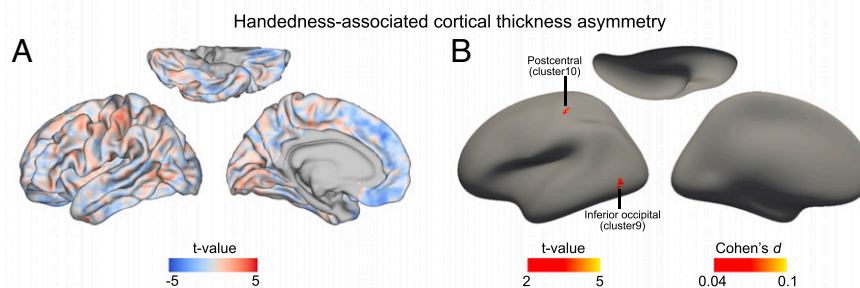 Handedness-associated cortical thickness asymmetry
A
B
Postcentral
(cluster10)
Inferior occipital
(cluster9)
t-value
-5 5
t-value
2 5
Cohen's d
0.04 0.1